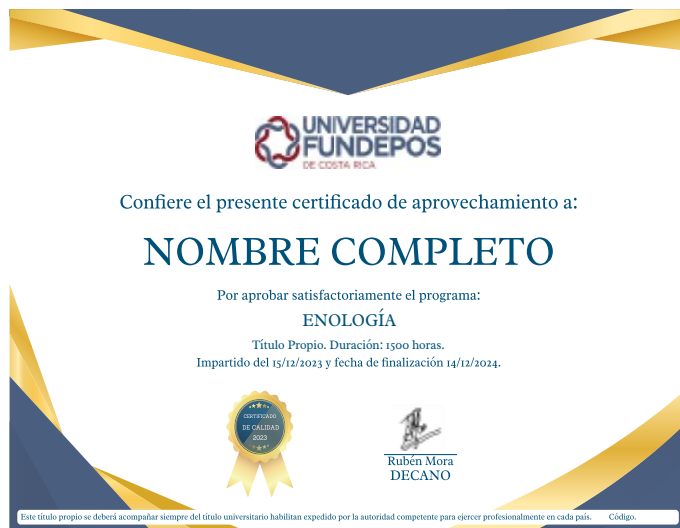 UNIVERSIDAD
FUNDEPOS
DE COSTA RICA
Confiere el presente certificado de aprovechamiento a:
NOMBRE COMPLETO
Por aprobar satisfactoriamente el programa:
ENOLOGÍA
Título Propio. Duración: 1500 horas.
Impartido del 15/12/2023 y fecha de finalización 14/12/2024.
CERTIFICADO
DE CALIDAD
2023
Rubén Mora
DECANO
Este título propio se deberá acompañar siempre del título universitario habilitan expedido por la autoridad competente para ejercer profesionalmente en cada país. Código.